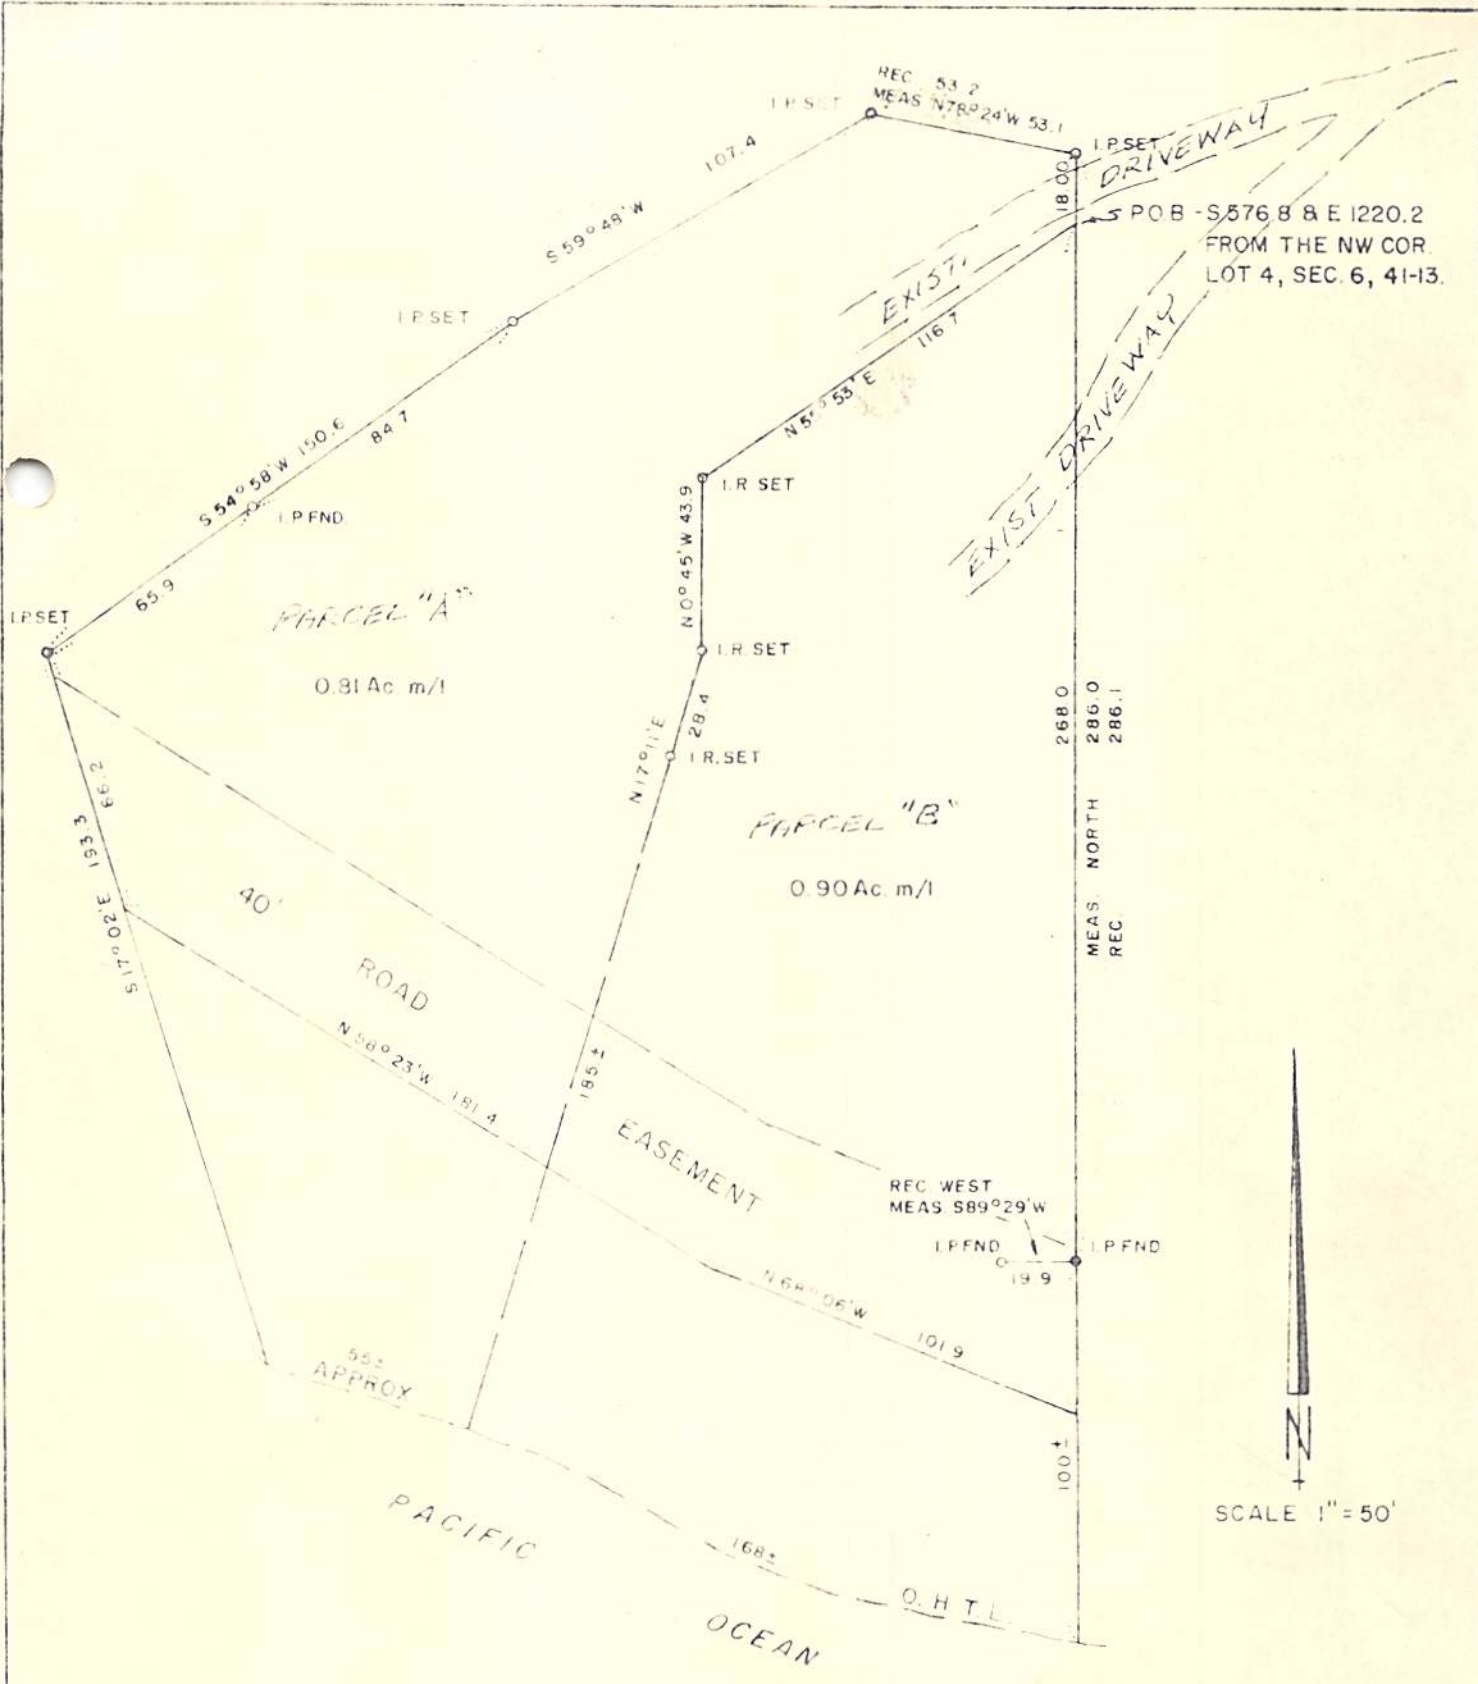 REC. 53.2
MEAS N78°24'W 53.1
I.P. SET
107.4
S 59°48'W
I.P. SET
18.00
DRIVEWAY
P.O.B - S 576.8 & E 1220.2
FROM THE NW COR.
LOT 4, SEC. 6, 41-13.
EXIST.
116.7
N 55°53'E
I.P. SET
84.7
S 54°58'W 150.6
I.P. FND.
65.9
I.P. SET
I.R. SET
N 0°45'W 43.9
EXIST DRIVEWAY
PARCEL "A"
0.81 Ac. m/l
I.R. SET
28.4
N 17°11'E
I.R. SET
268.0
286.0
286.1
MEAS. NORTH
REC.
PARCEL "B"
0.90 Ac. m/l
66.2
S 17°02'E 193.3
40'
ROAD
EASEMENT
N 58°23'W 181.4
185±
REC. WEST
MEAS. S89°29'W
I.P. FND.
19.9
I.P. FND.
N 68°06'W 101.9
55±
APPROX
100±
168±
O. H. T. L.
PACIFIC
OCEAN
N
SCALE 1"=50'